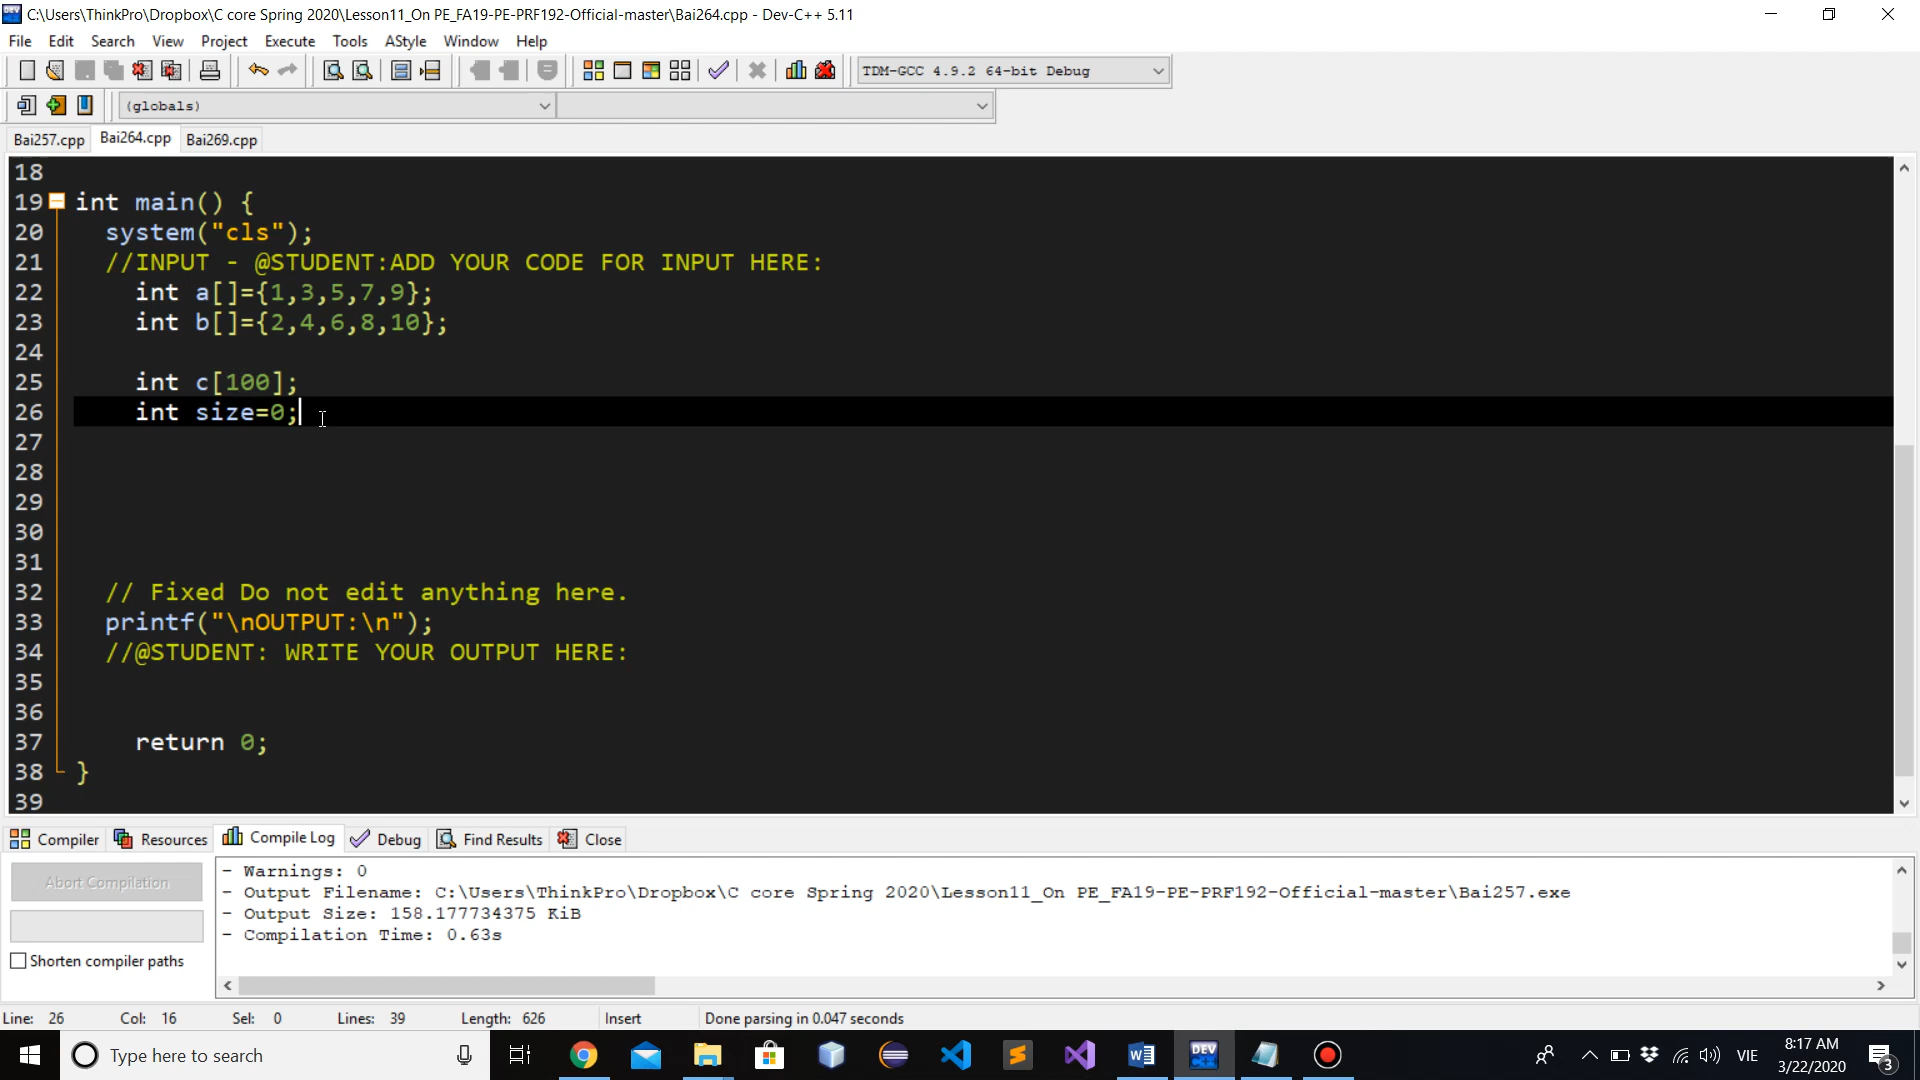 C:\Users\ThinkPro\Dropbox\C core Spring 2020\Lesson11_On PE_FA19-PE-PRF192-Official-master\Bai264.cpp - Dev-C++ 5.11
File Edit Search View Project Execute Tools AStyle Window Help
TDM-GCC 4.9.2 64-bit Debug
(globals)
Bai257.cpp Bai264.cpp Bai269.cpp
18
19 int main() {
20 system("cls");
21 //INPUT - @STUDENT:ADD YOUR CODE FOR INPUT HERE:
22 int a[]={1,3,5,7,9};
23 int b[]={2,4,6,8,10};
24
25 int c[100];
26 int size=0;
27
28
29
30
31
32 // Fixed Do not edit anything here.
33 printf("\nOUTPUT:\n");
34 //@STUDENT: WRITE YOUR OUTPUT HERE:
35
36
37 return 0;
38 }
39
Compiler Resources Compile Log Debug Find Results Close
Abort Compilation
Shorten compiler paths
- Warnings: 0
- Output Filename: C:\Users\ThinkPro\Dropbox\C core Spring 2020\Lesson11_On PE_FA19-PE-PRF192-Official-master\Bai257.exe
- Output Size: 158.177734375 KiB
- Compilation Time: 0.63s
Line: 26 Col: 16 Sel: 0 Lines: 39 Length: 626 Insert Done parsing in 0.047 seconds
Type here to search
DEV C++
VIE
8:17 AM
3/22/2020
3